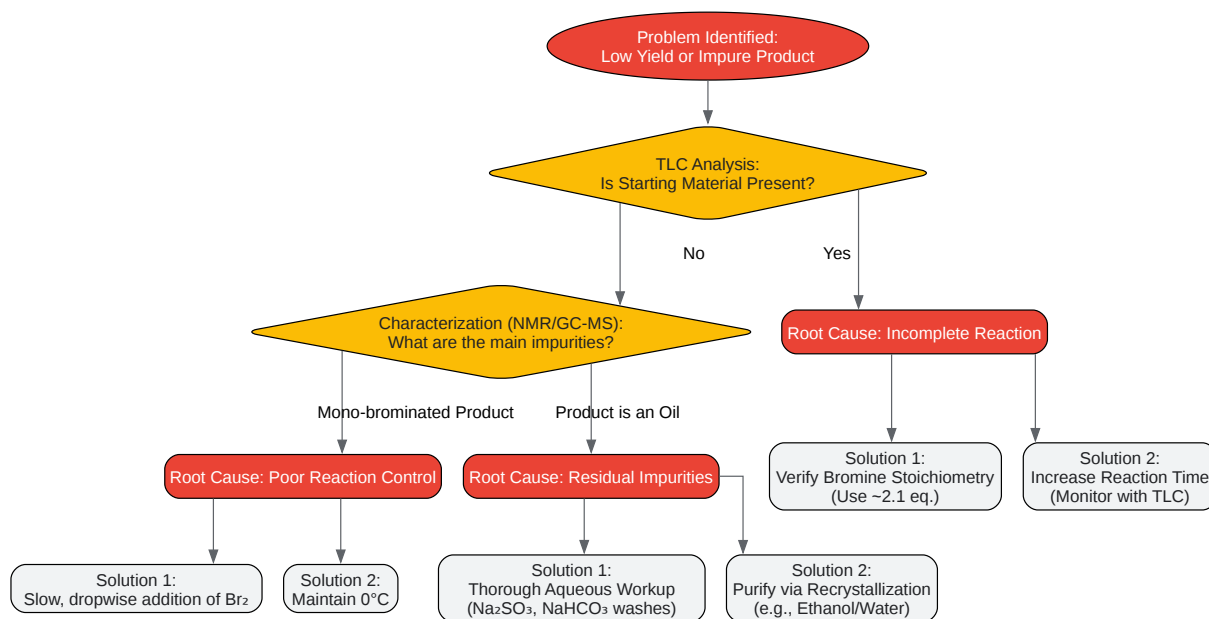 Problem Identified:
Low Yield or Impure Product
TLC Analysis:
Is Starting Material Present?
No
Yes
Characterization (NMR/GC-MS):
What are the main impurities?
Root Cause: Incomplete Reaction
Mono-brominated Product
Product is an Oil
Root Cause: Poor Reaction Control
Root Cause: Residual Impurities
Solution 1:
Verify Bromine Stoichiometry
(Use ~2.1 eq.)
Solution 2:
Increase Reaction Time
(Monitor with TLC)
Solution 1:
Slow, dropwise addition of Br₂
Solution 2:
Maintain 0°C
Solution 1:
Thorough Aqueous Workup
(Na₂SO₃, NaHCO₃ washes)
Solution 2:
Purify via Recrystallization
(e.g., Ethanol/Water)